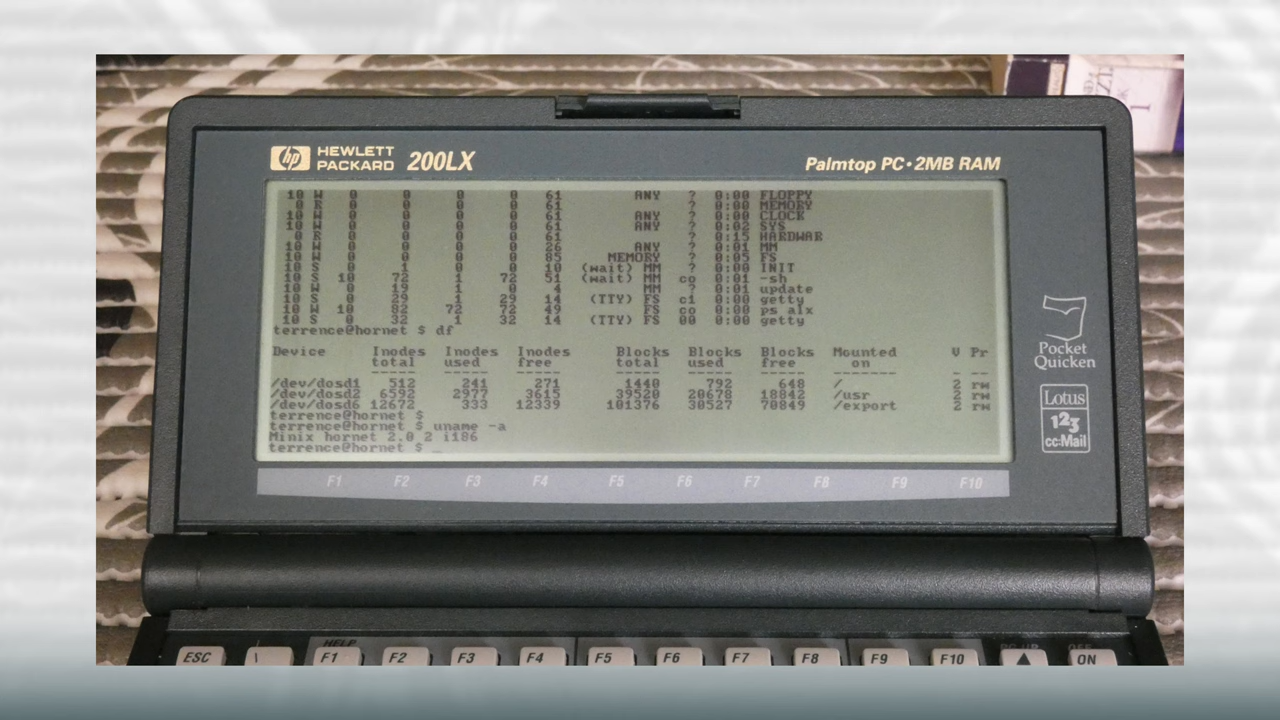 hp HEWLETT PACKARD 200LX
Palmtop PC • 2MB RAM
10 W 0 0 0 0 61 ANY ? 0:00 FLOPPY
0 R 0 0 0 0 61 ? 0:00 MEMORY
10 W 0 0 0 0 61 ANY ? 0:00 CLOCK
10 W 0 0 0 0 61 ANY ? 0:02 SYS
0 R 0 0 0 0 61 ? 0:15 HARDWAR
10 W 0 0 0 0 26 ANY ? 0:01 MM
10 W 0 0 0 0 85 MEMORY ? 0:05 FS
10 S 0 1 0 0 10 (wait) MM ? 0:00 INIT
10 S 10 72 1 72 51 (wait) MM co 0:01 -sh
10 W 0 19 1 0 4 MM ? 0:01 update
10 S 0 29 1 29 14 (TTY) FS c1 0:00 getty
10 W 10 82 72 72 49 FS co 0:00 ps alx
10 S 0 32 1 32 14 (TTY) FS 00 0:00 getty
terrence@hornet $ df
Device Inodes Inodes Inodes Blocks Blocks Blocks Mounted V Pr
total used free total used free on
------ ----- ----- ----- ----- ----- ----- ------- - --
/dev/dosd1 512 241 271 1440 792 648 / 2 rw
/dev/dosd2 6592 2977 3615 39520 20678 18842 /usr 2 rw
/dev/dosd6 12672 333 12339 101376 30527 70849 /export 2 rw
terrence@hornet $
terrence@hornet $ uname -a
Minix hornet 2.0 2 i186
terrence@hornet $ _
Pocket
Quicken
Lotus
123
cc:Mail
F1 F2 F3 F4 F5 F6 F7 F8 F9 F10
HELP
ESC \ F1 F2 F3 F4 F5 F6 F7 F8 F9 F10 ▲ ON